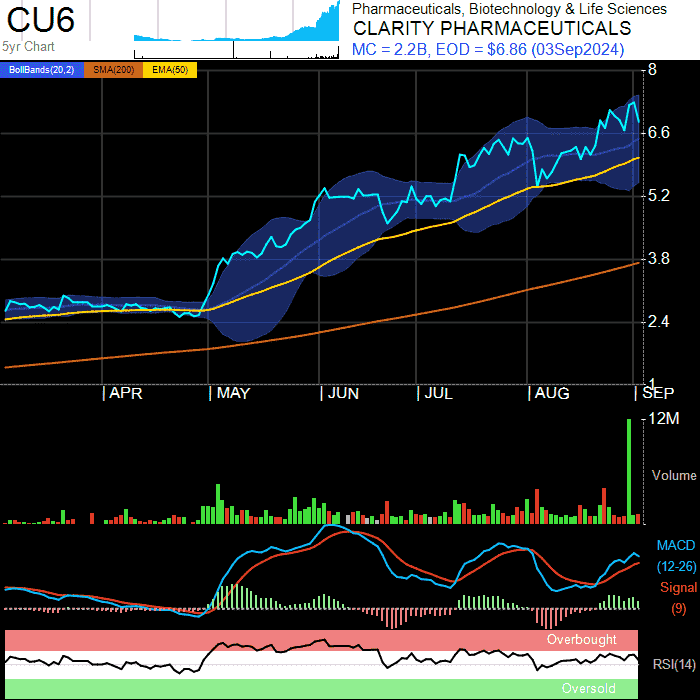 CU6
5yr Chart
Pharmaceuticals, Biotechnology & Life Sciences
CLARITY PHARMACEUTICALS
MC = 2.2B, EOD = $6.86 (03Sep2024)
BollBands(20,2) SMA(200) EMA(50)
8
6.6
5.2
3.8
2.4
1
APR MAY JUN JUL AUG SEP
12M
Volume
MACD
(12-26)
Signal
(9)
Overbought
RSI(14)
Oversold